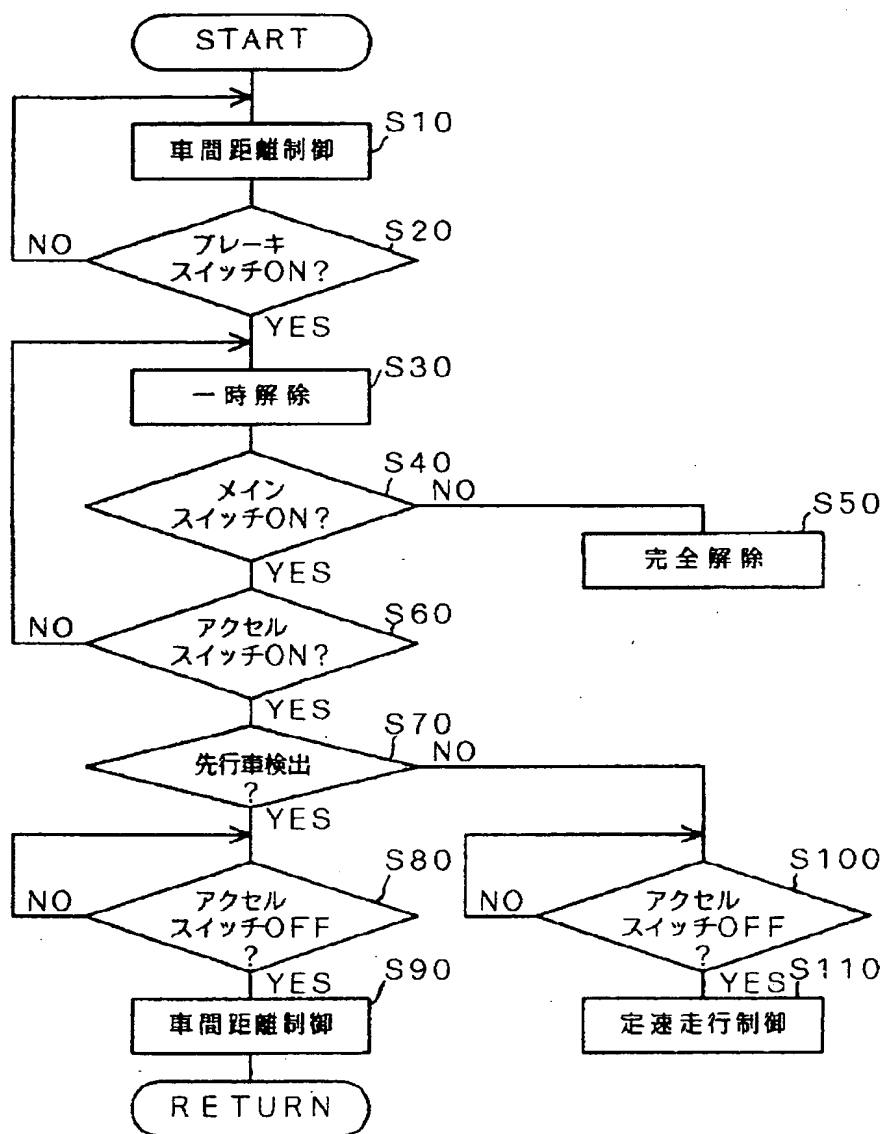 START
S10
車間距離制御
S20
NO
ブレーキ
スイッチON?
YES
S30
一時解除
S40
メイン
スイッチON?
NO
S50
完全解除
YES
S60
NO
アクセル
スイッチON?
YES
S70
先行車検出
?
NO
YES
S80
NO
アクセル
スイッチOFF
?
YES
S90
車間距離制御
RETURN
S100
NO
アクセル
スイッチOFF
?
YES
S110
定速走行制御